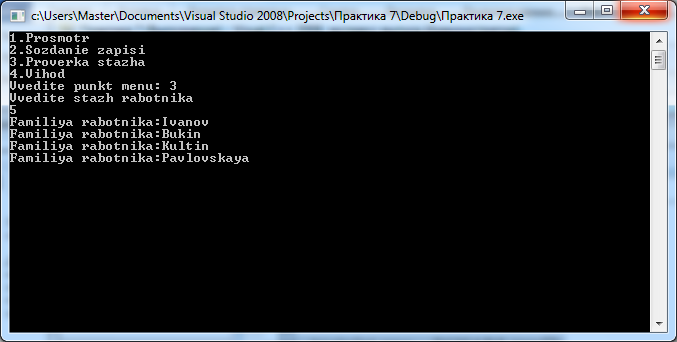 c:\Users\Master\Documents\Visual Studio 2008\Projects\Практика 7\Debug\Практика 7.exe
1.Prosmotr
2.Sozdanie zapisi
3.Proverka stazha
4.Vihod
Vvedite punkt menu: 3
Vvedite stazh rabotnika
5
Familiya rabotnika:Ivanov
Familiya rabotnika:Bukin
Familiya rabotnika:Kultin
Familiya rabotnika:Pavlovskaya